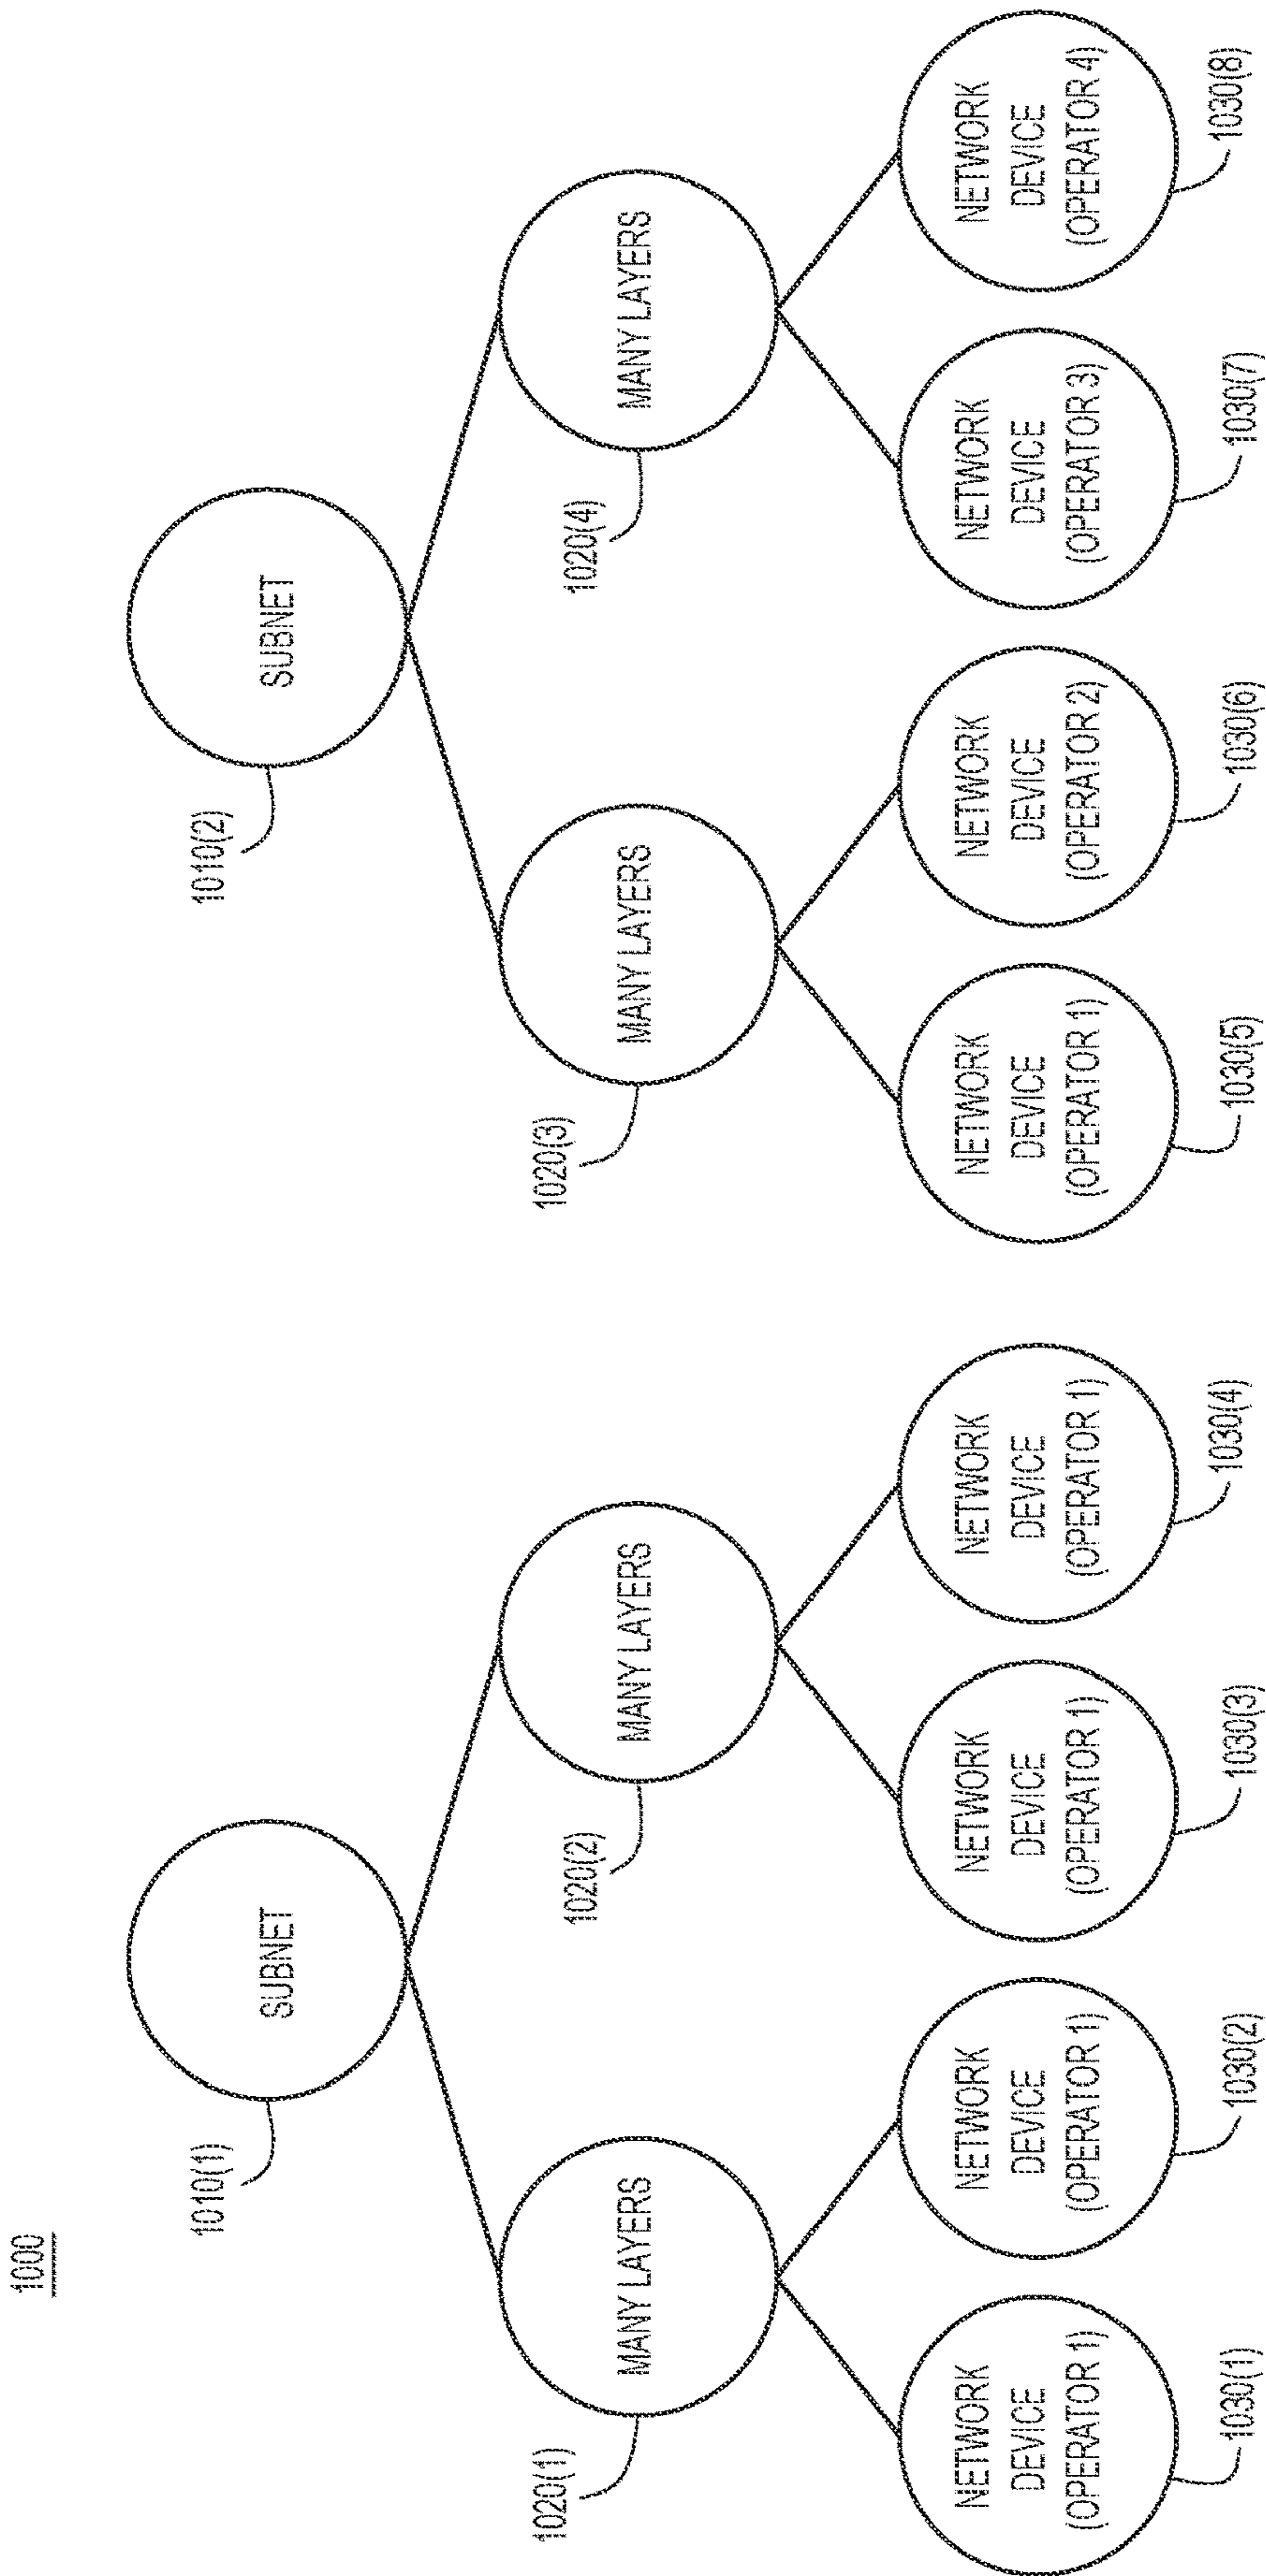 1000
1010(1)
SUBNET
1010(2)
SUBNET
1020(1)
MANY LAYERS
1020(2)
MANY LAYERS
1020(3)
MANY LAYERS
1020(4)
MANY LAYERS
NETWORK
DEVICE
(OPERATOR 1)
1030(1)
NETWORK
DEVICE
(OPERATOR 1)
1030(2)
NETWORK
DEVICE
(OPERATOR 1)
1030(3)
NETWORK
DEVICE
(OPERATOR 1)
1030(4)
NETWORK
DEVICE
(OPERATOR 1)
1030(5)
NETWORK
DEVICE
(OPERATOR 2)
1030(6)
NETWORK
DEVICE
(OPERATOR 3)
1030(7)
NETWORK
DEVICE
(OPERATOR 4)
1030(8)